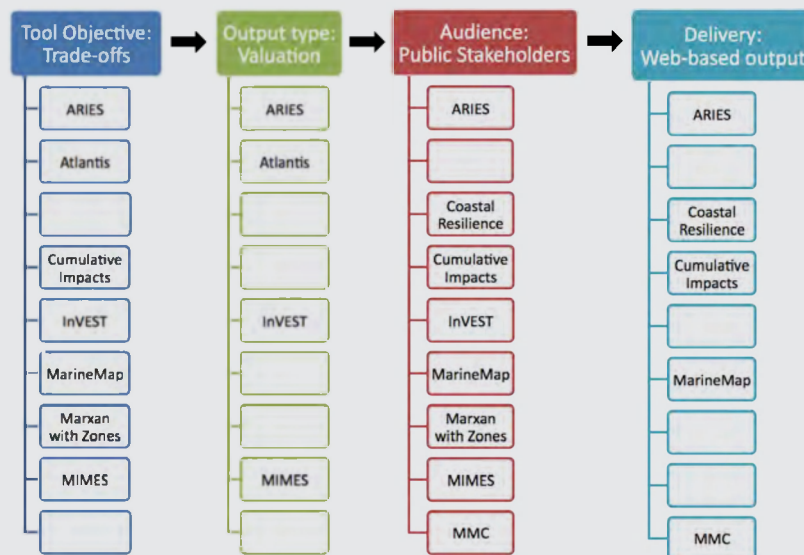 Tool Objective:
Trade-offs
ARIES
Atlantis
Cumulative
Impacts
InVEST
MarineMap
Marxan
with Zones
MIMES
Output type:
Valuation
ARIES
Atlantis
InVEST
MIMES
Audience:
Public Stakeholders
ARIES
Coastal
Resilience
Cumulative
Impacts
InVEST
MarineMap
Marxan
with Zones
MIMES
MMC
Delivery:
Web-based output
ARIES
Coastal
Resilience
Cumulative
Impacts
MarineMap
MMC